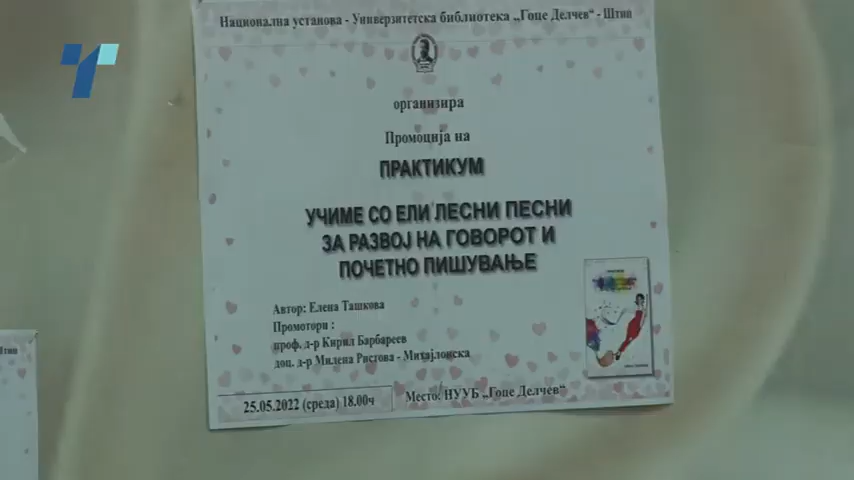 Национална установа - Универзитетска библиотека „Гоце Делчев“ - Штип
организира
Промоција на
ПРАКТИКУМ
УЧИМЕ СО ЕЛИ ЛЕСНИ ПЕСНИ
ЗА РАЗВОЈ НА ГОВОРОТ И
ПОЧЕТНО ПИШУВАЊЕ
Автор: Елена Ташкова
Промотори :
проф. д-р Кирил Барбареев
доц. д-р Милена Ристова - Михајловска
25.05.2022 (среда) 18.00ч
Место: НУУБ „Гоце Делчев“
Штип